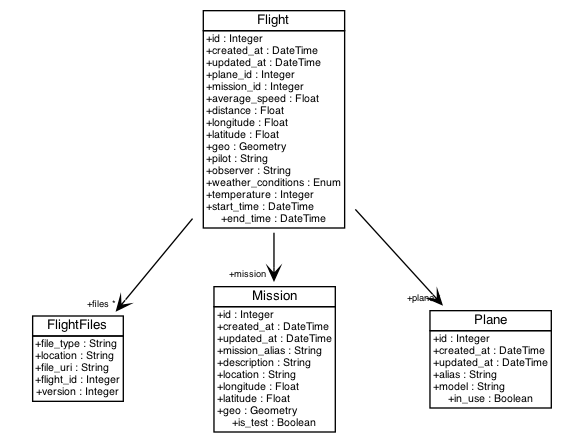 Flight
+id : Integer
+created_at : DateTime
+updated_at : DateTime
+plane_id : Integer
+mission_id : Integer
+average_speed : Float
+distance : Float
+longitude : Float
+latitude : Float
+geo : Geometry
+pilot : String
+observer : String
+weather_conditions : Enum
+temperature : Integer
+start_time : DateTime
+end_time : DateTime
+files *
+mission
+plane
FlightFiles
+file_type : String
+location : String
+file_uri : String
+flight_id : Integer
+version : Integer
Mission
+id : Integer
+created_at : DateTime
+updated_at : DateTime
+mission_alias : String
+description : String
+location : String
+longitude : Float
+latitude : Float
+geo : Geometry
+is_test : Boolean
Plane
+id : Integer
+created_at : DateTime
+updated_at : DateTime
+alias : String
+model : String
+in_use : Boolean